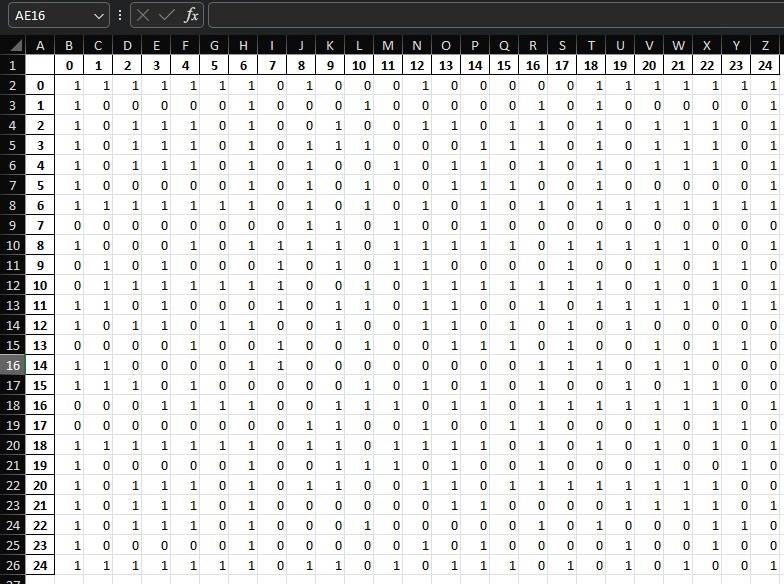 AE16 fx
A B C D E F G H I J K L M N O P Q R S T U V W X Y Z
1 0 1 2 3 4 5 6 7 8 9 10 11 12 13 14 15 16 17 18 19 20 21 22 23 24
2 0 1 1 1 1 1 1 1 0 1 0 0 0 1 0 0 0 0 0 1 1 1 1 1 1 1
3 1 1 0 0 0 0 0 1 0 0 0 1 0 0 0 0 0 1 0 1 0 0 0 0 0 1
4 2 1 0 1 1 1 0 1 0 0 1 0 0 1 1 0 1 1 0 1 0 1 1 1 0 1
5 3 1 0 1 1 1 0 1 0 1 1 1 0 0 0 1 1 1 0 1 0 1 1 1 0 1
6 4 1 0 1 1 1 0 1 0 1 0 0 1 0 1 1 0 1 0 1 0 1 1 1 0 1
7 5 1 0 0 0 0 0 1 0 1 0 1 0 0 1 1 1 0 0 1 0 0 0 0 0 1
8 6 1 1 1 1 1 1 1 0 1 0 1 0 1 0 1 0 1 0 1 1 1 1 1 1 1
9 7 0 0 0 0 0 0 0 0 1 1 0 1 0 0 1 0 0 0 0 0 0 0 0 0 0
10 8 1 0 0 0 1 0 1 1 1 1 0 1 1 1 1 1 0 1 1 1 1 1 0 0 1
11 9 0 1 0 1 0 0 0 1 0 1 0 1 1 0 0 0 0 1 0 0 1 0 1 1 0
12 10 0 1 1 1 1 1 1 1 0 0 1 0 1 1 1 1 1 1 0 0 1 1 1 0 1
13 11 1 1 0 1 0 0 0 1 0 1 1 0 1 1 0 0 1 0 1 1 1 1 0 1 1
14 12 1 0 1 1 0 1 1 0 1 0 0 1 0 0 1 0 1 0 1 1 0 0 0 0 0
15 13 0 0 0 0 1 0 0 1 0 0 1 0 0 1 1 1 0 1 0 0 1 0 1 0 0
16 14 1 1 0 0 0 0 1 1 0 0 0 0 0 0 0 0 1 1 1 0 1 1 0 0 0
17 15 1 1 1 0 1 0 0 0 0 0 1 0 1 0 1 0 0 0 0 1 0 1 1 0 0
18 16 0 0 0 1 1 1 1 0 0 1 1 1 0 1 1 0 1 1 1 1 1 1 1 0 1
19 17 0 0 0 0 0 0 0 0 1 1 0 1 1 1 0 1 1 0 0 0 1 0 0 1 0
20 18 1 1 1 1 1 1 1 0 1 1 0 1 1 1 1 0 1 0 1 0 1 1 0 1 0
21 19 1 0 0 0 0 0 1 0 0 1 1 1 0 1 0 0 1 0 0 0 1 0 0 1 0
22 20 1 0 1 1 1 0 1 0 1 0 0 1 0 0 0 0 1 1 1 1 1 1 0 0 1
23 21 1 0 1 1 1 0 1 0 0 0 0 0 0 1 1 0 0 0 0 1 1 1 0 1 1
24 22 1 0 1 1 1 0 1 0 0 0 1 0 0 0 0 0 1 0 1 0 0 0 1 1 0
25 23 1 0 0 0 0 0 1 0 0 0 0 0 1 0 1 0 0 0 0 1 0 0 1 0 0
26 24 1 1 1 1 1 1 1 0 1 1 0 1 0 1 1 1 0 1 0 1 0 1 0 0 1